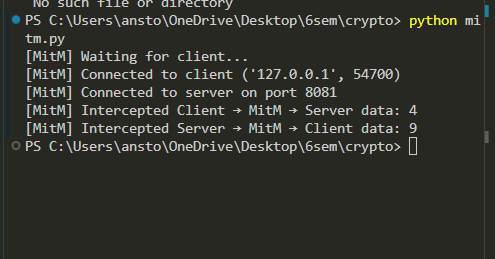 No such file or directory
PS C:\Users\ansto\OneDrive\Desktop\6sem\crypto> python mi
tm.py
[MitM] Waiting for client...
[MitM] Connected to client ('127.0.0.1', 54700)
[MitM] Connected to server on port 8081
[MitM] Intercepted Client → MitM → Server data: 4
[MitM] Intercepted Server → MitM → Client data: 9
PS C:\Users\ansto\OneDrive\Desktop\6sem\crypto>